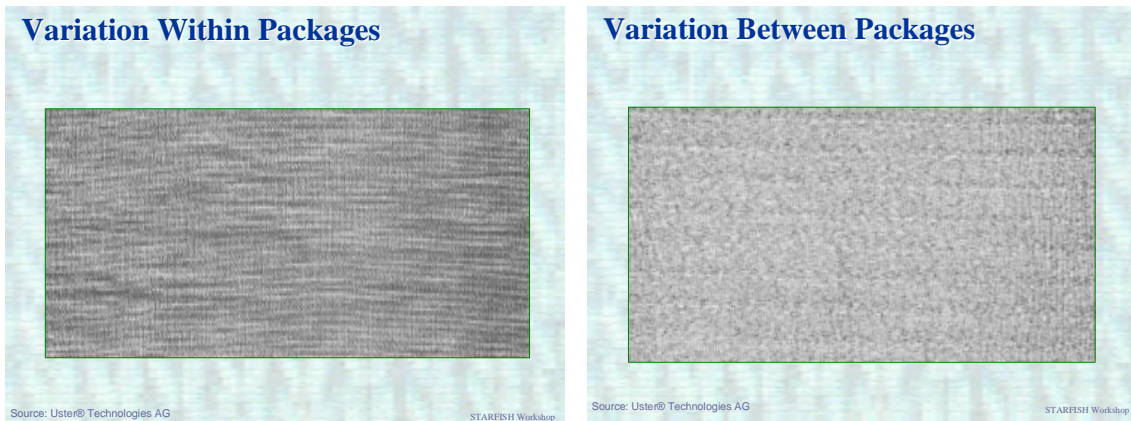 Variation Within Packages
Source: Uster® Technologies AG
STARFISH Workshop
Variation Between Packages
Source: Uster® Technologies AG
STARFISH Workshop